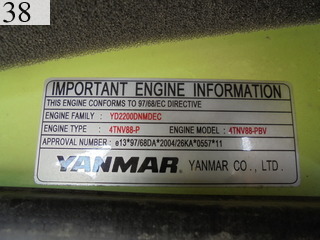 38
IMPORTANT ENGINE INFORMATION
THIS ENGINE CONFORMS TO 97/68/EC DIRECTIVE
ENGINE FAMILY : YD2200DNMDEC
ENGINE TYPE : 4TNV88-P ENGINE MODEL : 4TNV88-PBV
APPROVAL NUMBER : e13*97/68DA*2004/26KA*0557*11
YANMAR YANMAR CO., LTD.